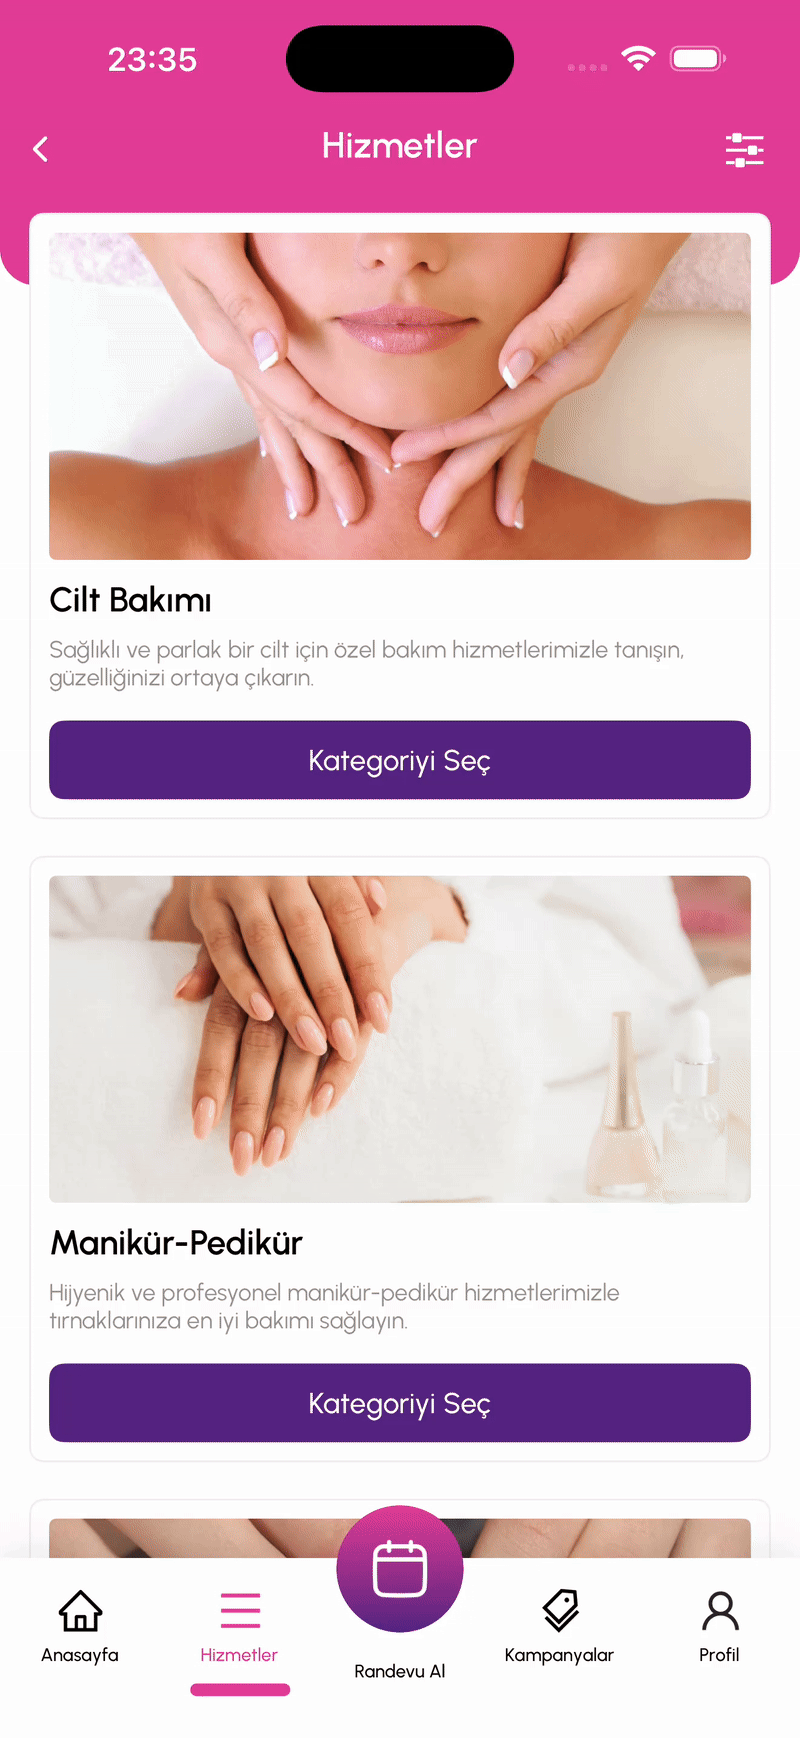 23:35
Hizmetler
Cilt Bakımı
Sağlıklı ve parlak bir cilt için özel bakım hizmetlerimizle tanışın,
güzelliğinizi ortaya çıkarın.
Kategoriyi Seç
Manikür-Pedikür
Hijyenik ve profesyonel manikür-pedikür hizmetlerimizle
tırnaklarınıza en iyi bakımı sağlayın.
Kategoriyi Seç
Anasayfa
Hizmetler
Randevu Al
Kampanyalar
Profil